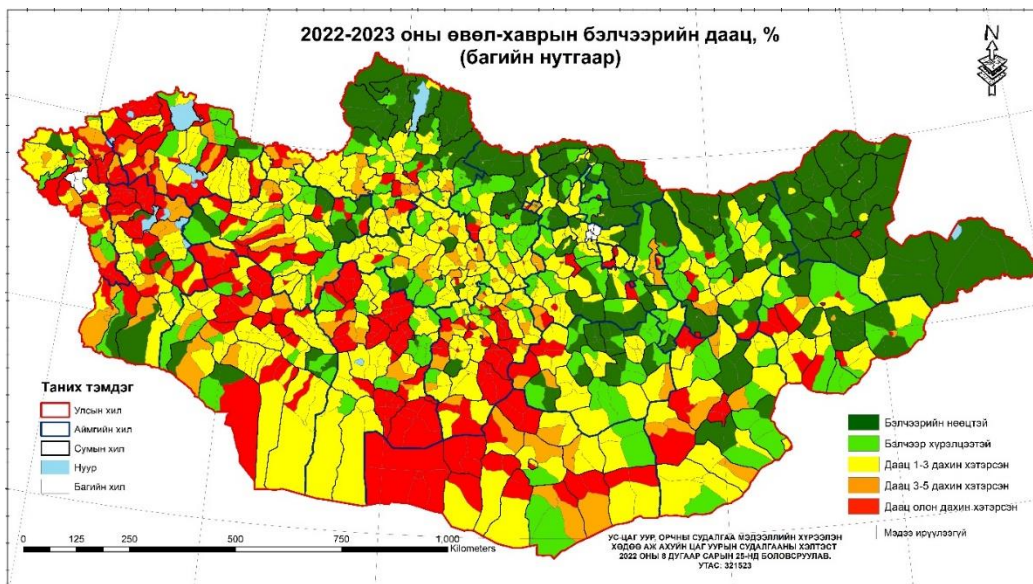 2022-2023 оны өвөл-хаврын бэлчээрийн даац, %
(багийн нутгаар)
N
Таних тэмдэг
Улсын хил
Аймгийн хил
Сумын хил
Нуур
Багийн хил
Бэлчээрийн нөөцтэй
Бэлчээр хүрэлцээтэй
Даац 1-3 дахин хэтэрсэн
Даац 3-5 дахин хэтэрсэн
Даац олон дахин хэтэрсэн
Мэдээ ирүүлээгүй
0 125 250 500 750 1,000
Kilometers
УС-ЦАГ УУР, ОРЧНЫ СУДАЛГАА МЭДЭЭЛЛИЙН ХҮРЭЭЛЭН
ХӨДӨӨ АЖ АХУЙН ЦАГ УУРЫН СУДАЛГААНЫ ХЭЛТЭСТ
2022 ОНЫ 8 ДУГААР САРЫН 25-НД БОЛОВСРУУЛАВ.
УТАС: 321523